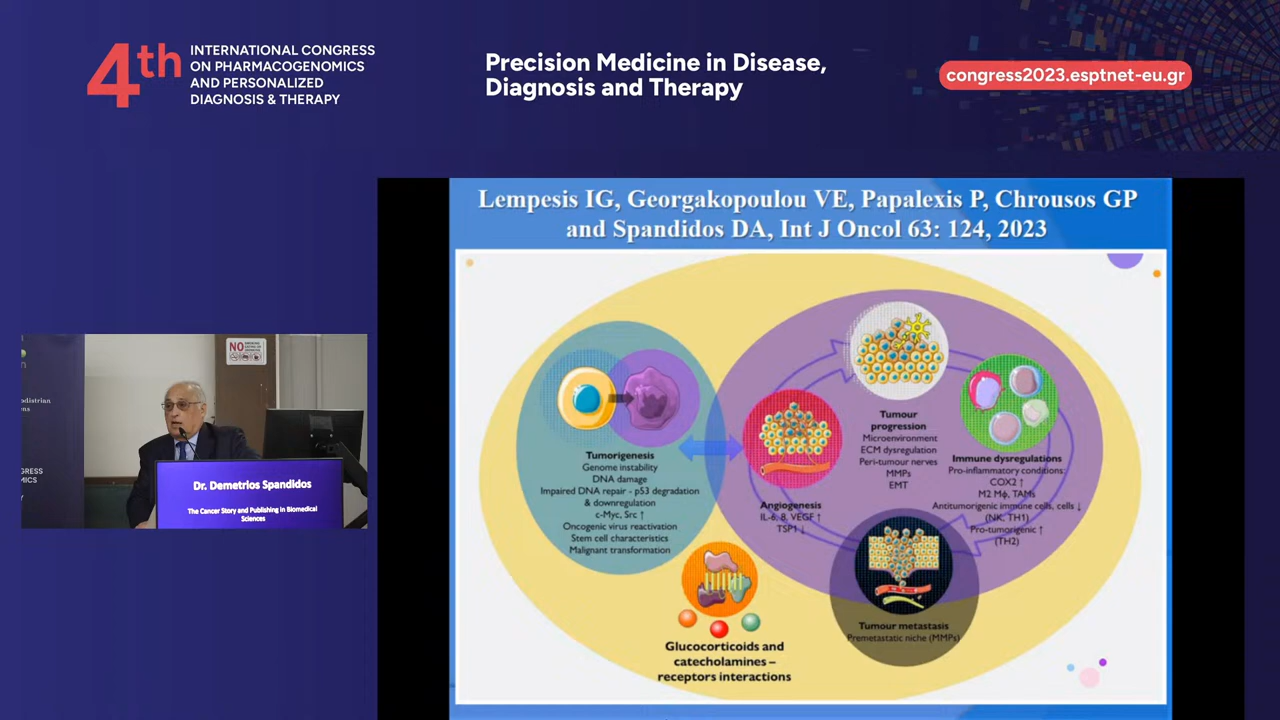 4th
INTERNATIONAL CONGRESS
ON PHARMACOGENOMICS
AND PERSONALIZED
DIAGNOSIS & THERAPY
Precision Medicine in Disease,
Diagnosis and Therapy
congress2023.esptnet-eu.gr
Lempesis IG, Georgakopoulou VE, Papalexis P, Chrousos GP
and Spandidos DA, Int J Oncol 63: 124, 2023
Tumorigenesis
Genome instability
DNA damage
Impaired DNA repair - p53 degradation
& downregulation
c-Myc, Src ↑
Oncogenic virus reactivation
Stem cell characteristics
Malignant transformation
Angiogenesis
IL-6, 8, VEGF ↑
TSP1 ↓
Tumour
progression
Microenvironment
ECM dysregulation
Peri-tumour nerves
MMPs
EMT
Immune dysregulations
Pro-inflammatory conditions:
COX2 ↑
M2 Mϕ, TAMs
Antitumorigenic immune cells, cells ↓
(NK, TH1)
Pro-tumorigenic ↑
(TH2)
Tumour metastasis
Premetastatic niche (MMPs)
Glucocorticoids and
catecholamines –
receptors interactions
NO
Dr. Demetrios Spandidos
The Cancer Story and Publishing in Biomedical
Sciences